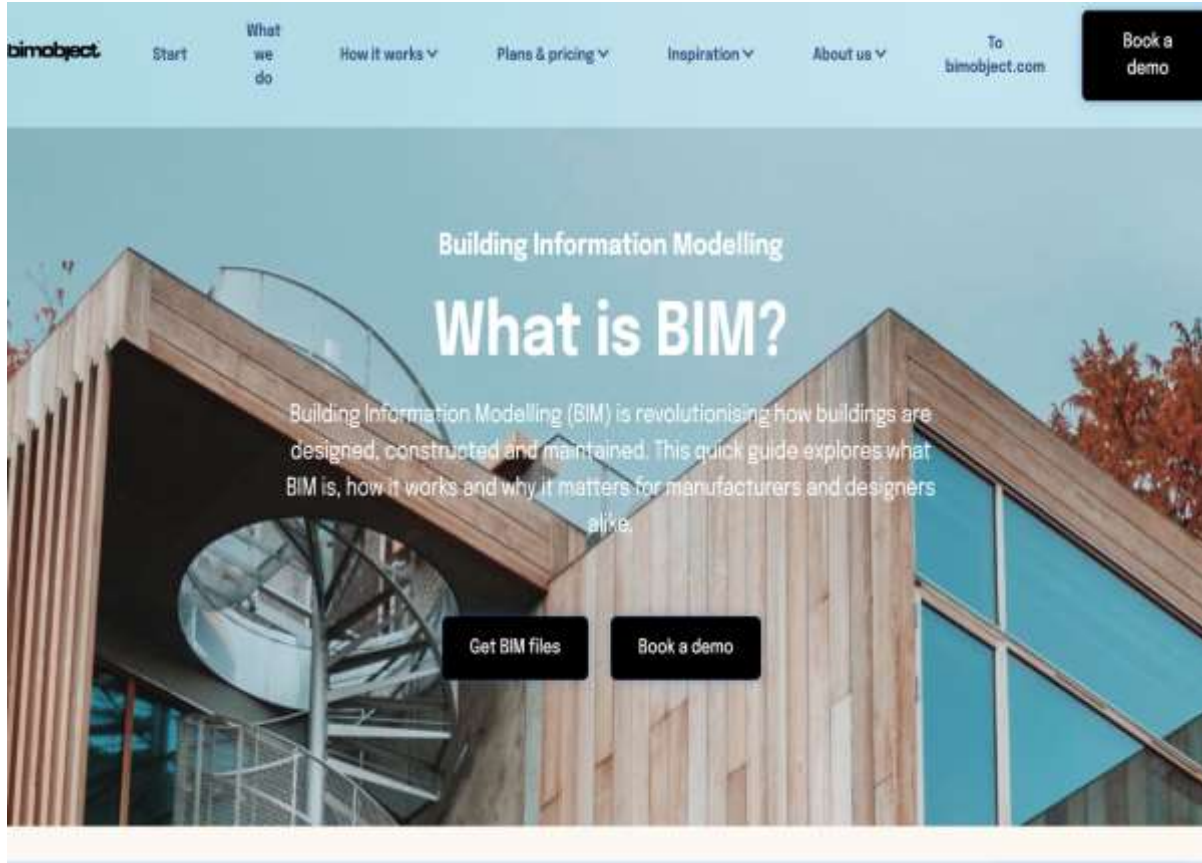 bimobject
Start
What
we
do
How it works
Plans & pricing
Inspiration
About us
To
bimobject.com
Book a
demo
Building Information Modelling
What is BIM?
Building Information Modelling (BIM) is revolutionising how buildings are
designed, constructed and maintained. This quick guide explores what
BIM is, how it works and why it matters for manufacturers and designers
alike.
Get BIM files
Book a demo